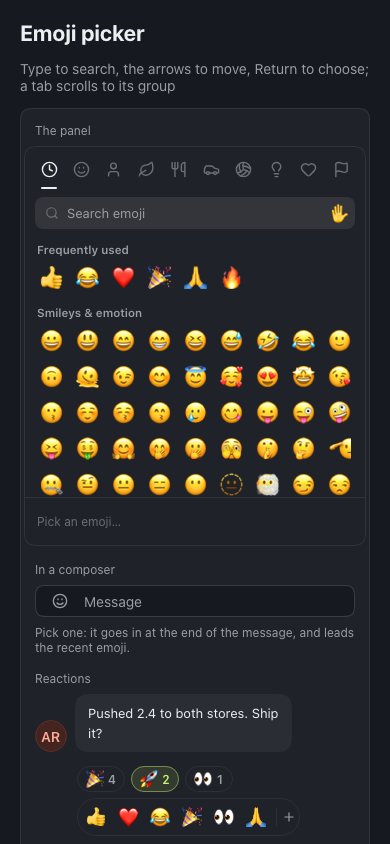 Emoji picker
Type to search, the arrows to move, Return to choose;
a tab scrolls to its group
The panel
Search emoji
Frequently used
Smileys & emotion
Pick an emoji...
In a composer
Message
Pick one: it goes in at the end of the message, and leads
the recent emoji.
Reactions
Pushed 2.4 to both stores. Ship
it?
AR
4 2 1